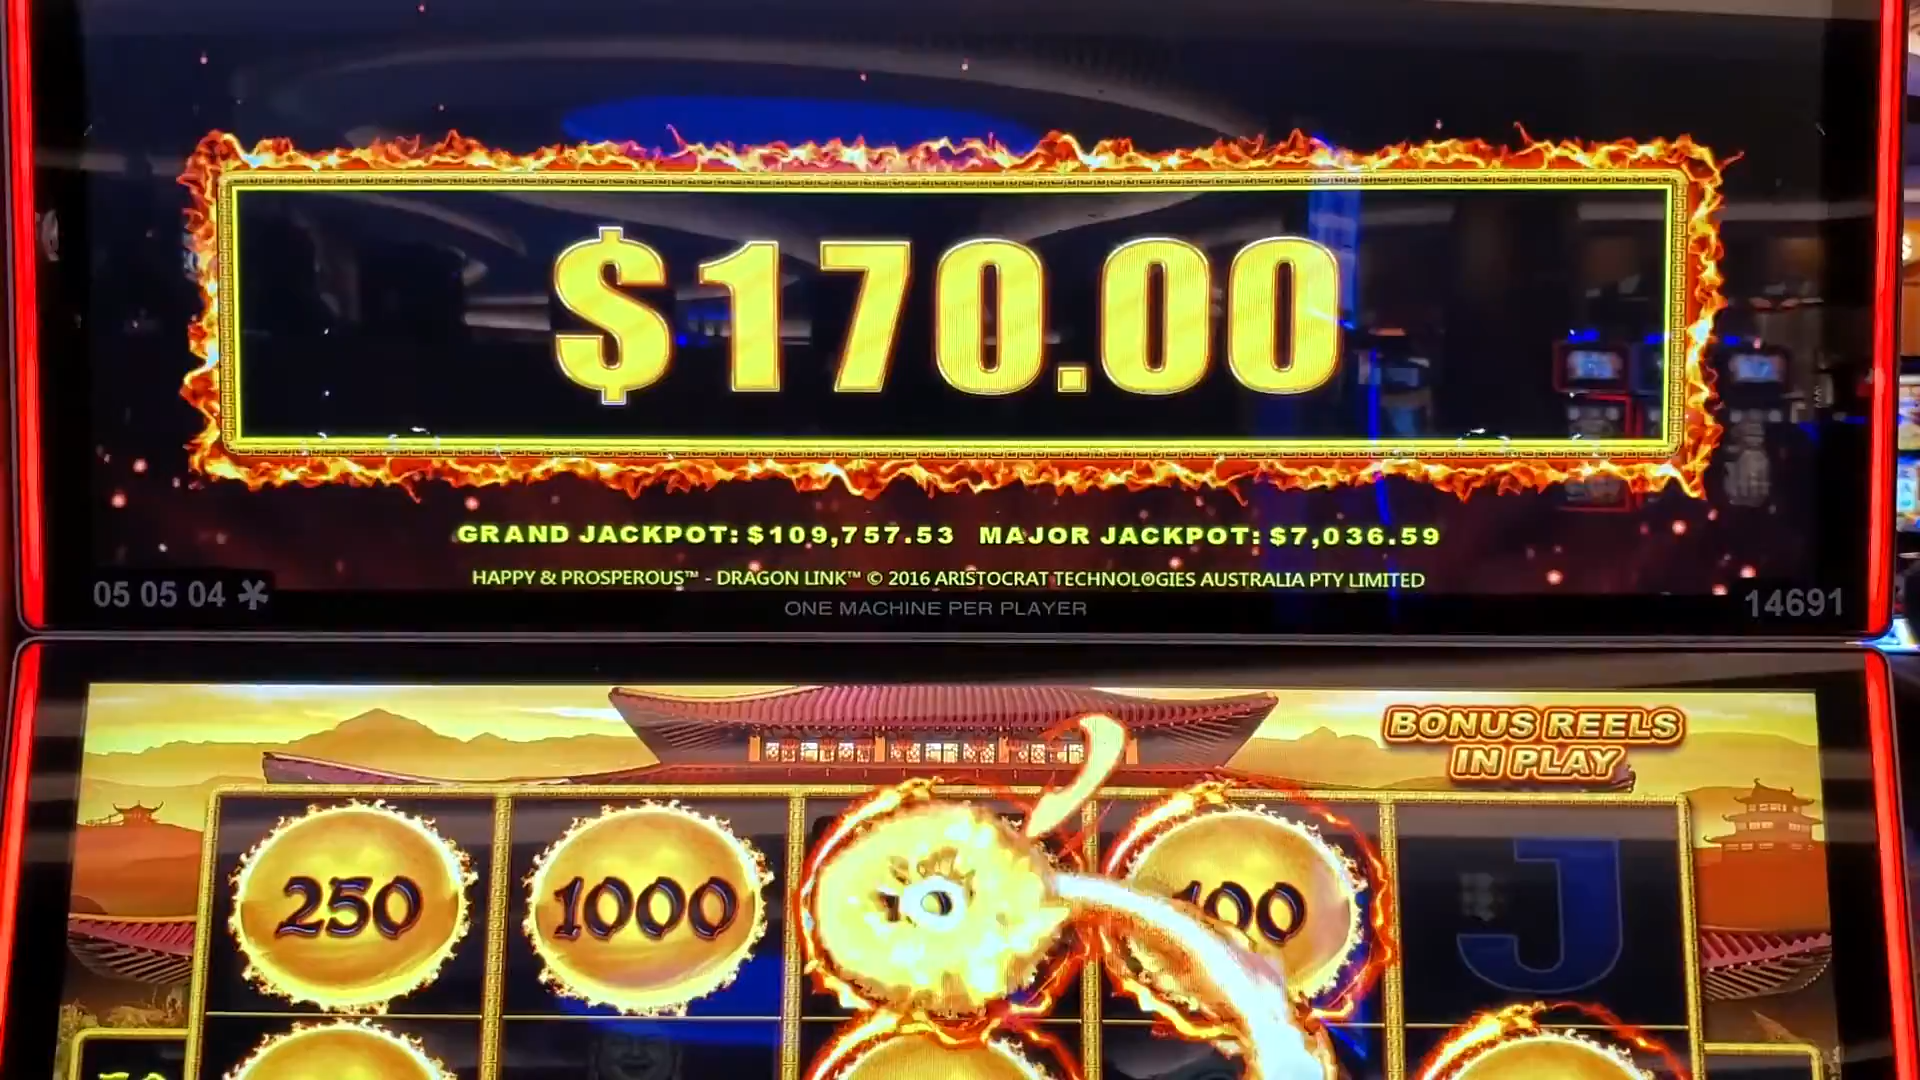 $170.00
GRAND JACKPOT: $109,757.53 MAJOR JACKPOT: $7,036.59
HAPPY & PROSPEROUS™ - DRAGON LINK™ © 2016 ARISTOCRAT TECHNOLOGIES AUSTRALIA PTY LIMITED
05 05 04 *
ONE MACHINE PER PLAYER
14691
BONUS REELS
IN PLAY
250 1000 100 J